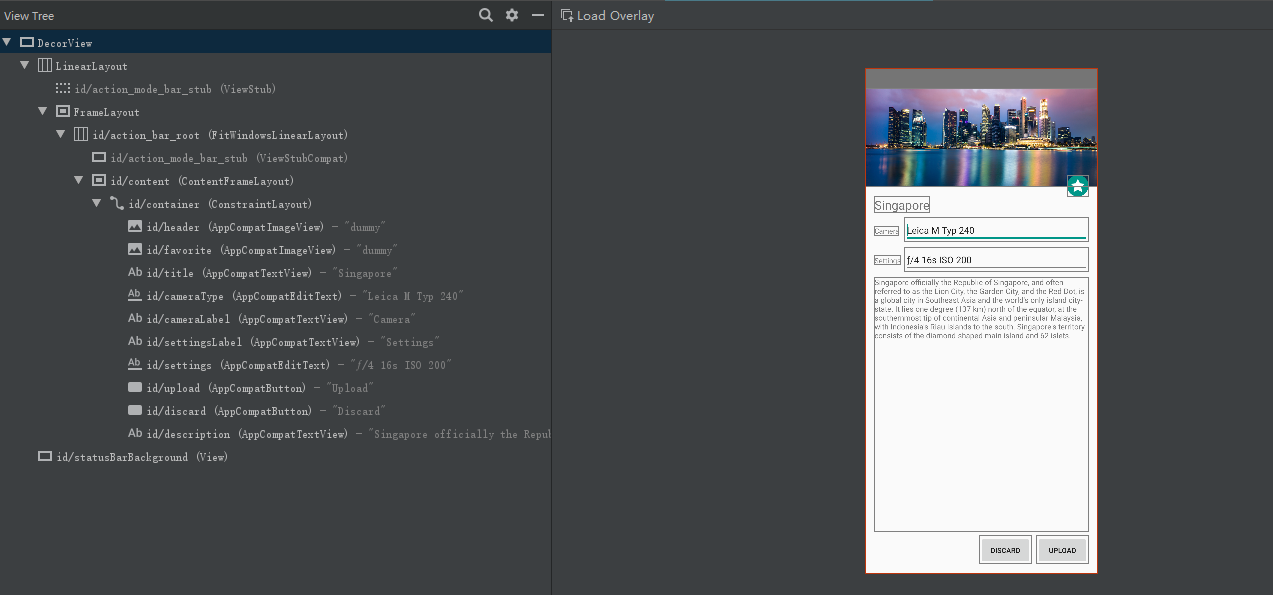 View Tree
Load Overlay
DecorView
LinearLayout
id/action_mode_bar_stub (ViewStub)
FrameLayout
id/action_bar_root (FitWindowsLinearLayout)
id/action_mode_bar_stub (ViewStubCompat)
id/content (ContentFrameLayout)
id/container (ConstraintLayout)
id/header (AppCompatImageView) - "dummy"
id/favorite (AppCompatImageView) - "dummy"
Ab id/title (AppCompatTextView) - "Singapore"
Ab id/cameraType (AppCompatEditText) - "Leica M Typ 240"
Ab id/cameraLabel (AppCompatTextView) - "Camera"
Ab id/settingsLabel (AppCompatTextView) - "Settings"
Ab id/settings (AppCompatEditText) - "ƒ/4 16s ISO 200"
id/upload (AppCompatButton) - "Upload"
id/discard (AppCompatButton) - "Discard"
Ab id/description (AppCompatTextView) - "Singapore officially the Repub
id/statusBarBackground (View)
Singapore
Camera
Leica M Typ 240
Settings
ƒ/4 16s ISO 200
Singapore officially the Republic of Singapore, and often
referred to as the Lion City, the Garden City, and the Red Dot, is
a global city in Southeast Asia and the world's only island city-
state. It lies one degree (137 km) north of the equator, at the
southernmost tip of continental Asia and peninsular Malaysia,
with Indonesia's Riau Islands to the south. Singapore's territory
consists of the diamond shaped main island and 62 islets.
DISCARD
UPLOAD